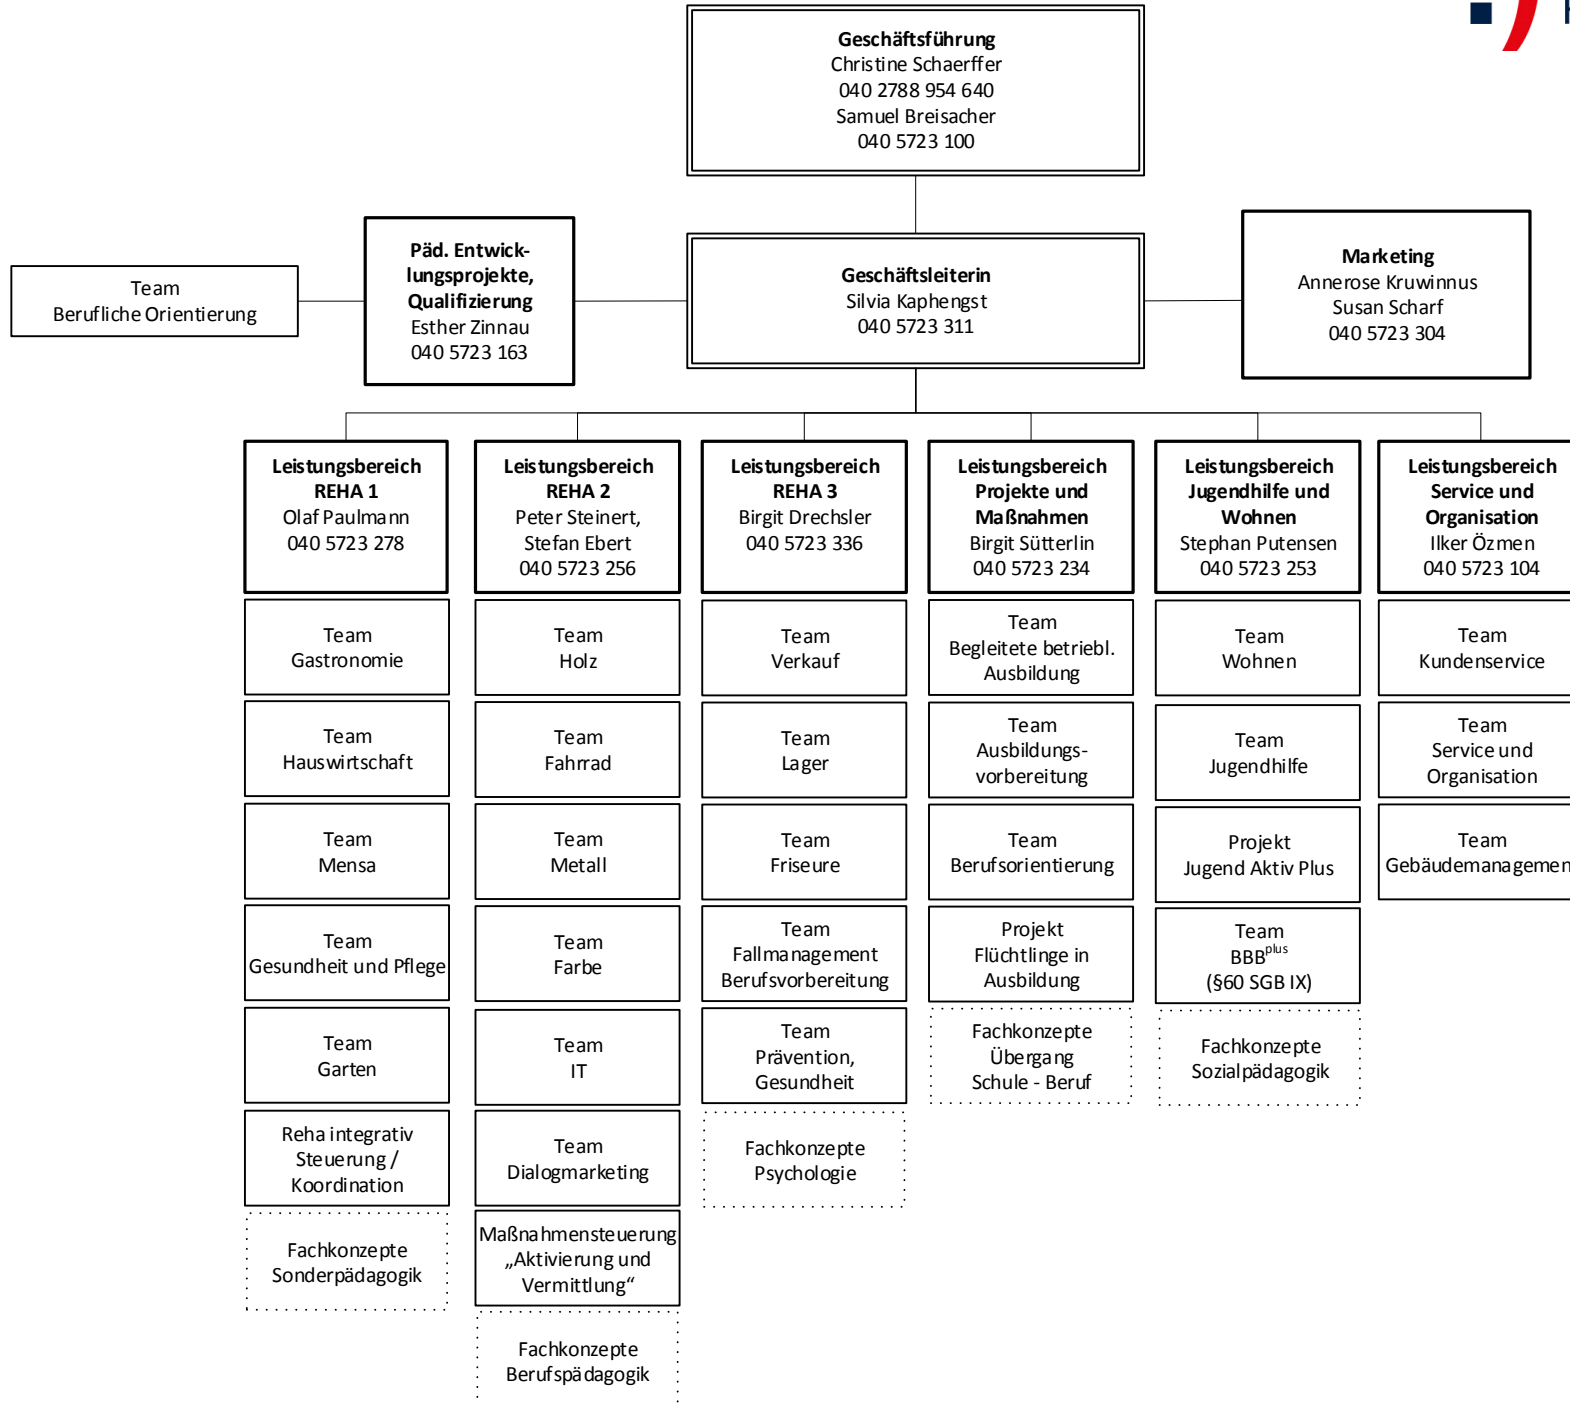 Geschäftsführung
Christine Schaerffer
040 2788 954 640
Samuel Breisacher
040 5723 100
Team
Berufliche Orientierung
Päd. Entwick-
lungsprojekte,
Qualifizierung
Esther Zinnau
040 5723 163
Geschäftsleiterin
Silvia Kaphengst
040 5723 311
Marketing
Annerose Kruwinnus
Susan Scharf
040 5723 304
Leistungsbereich
REHA 1
Olaf Paulmann
040 5723 278
Team
Gastronomie
Team
Hauswirtschaft
Team
Mensa
Team
Gesundheit und Pflege
Team
Garten
Reha integrativ
Steuerung /
Koordination
Fachkonzepte
Sonderpädagogik
Leistungsbereich
REHA 2
Peter Steinert,
Stefan Ebert
040 5723 256
Team
Holz
Team
Fahrrad
Team
Metall
Team
Farbe
Team
IT
Team
Dialogmarketing
Maßnahmensteuerung
„Aktivierung und
Vermittlung“
Fachkonzepte
Berufspädagogik
Leistungsbereich
REHA 3
Birgit Drechsler
040 5723 336
Team
Verkauf
Team
Lager
Team
Friseure
Team
Fallmanagement
Berufsvorbereitung
Team
Prävention,
Gesundheit
Fachkonzepte
Psychologie
Leistungsbereich
Projekte und
Maßnahmen
Birgit Sütterlin
040 5723 234
Team
Begleitete betriebl.
Ausbildung
Team
Ausbildungs-
vorbereitung
Team
Berufsorientierung
Projekt
Flüchtlinge in
Ausbildung
Fachkonzepte
Übergang
Schule - Beruf
Leistungsbereich
Jugendhilfe und
Wohnen
Stephan Putensen
040 5723 253
Team
Wohnen
Team
Jugendhilfe
Projekt
Jugend Aktiv Plus
Team
BBBplus
(§60 SGB IX)
Fachkonzepte
Sozialpädagogik
Leistungsbereich
Service und
Organisation
Ilker Özmen
040 5723 104
Team
Kundenservice
Team
Service und
Organisation
Team
Gebäudemanagemen